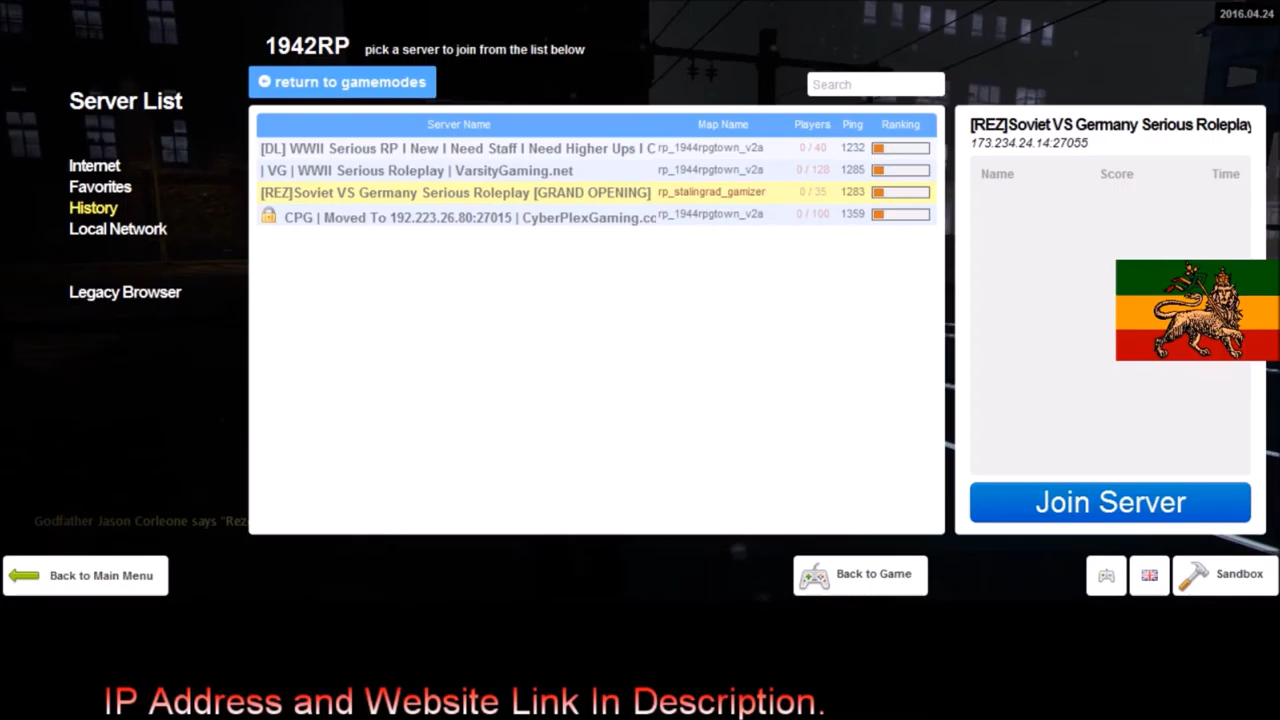 2016.04.24
1942RP pick a server to join from the list below
return to gamemodes
Search
Server List
Internet
Favorites
History
Local Network
Legacy Browser
Server Name Map Name Players Ping Ranking
[DL] WWII Serious RP I New I Need Staff I Need Higher Ups I C rp_1944rpgtown_v2a 0 / 40 1232
| VG | WWII Serious Roleplay | VarsityGaming.net rp_1944rpgtown_v2a 0 / 128 1285
[REZ]Soviet VS Germany Serious Roleplay [GRAND OPENING] rp_stalingrad_gamizer 0 / 35 1283
CPG | Moved To 192.223.26.80:27015 | CyberPlexGaming.cc rp_1944rpgtown_v2a 0 / 100 1359
[REZ]Soviet VS Germany Serious Roleplay
173.234.24.14:27055
Name Score Time
Join Server
Godfather Jason Corleone says "Rez
Back to Main Menu
Back to Game
Sandbox
IP Address and Website Link In Description.